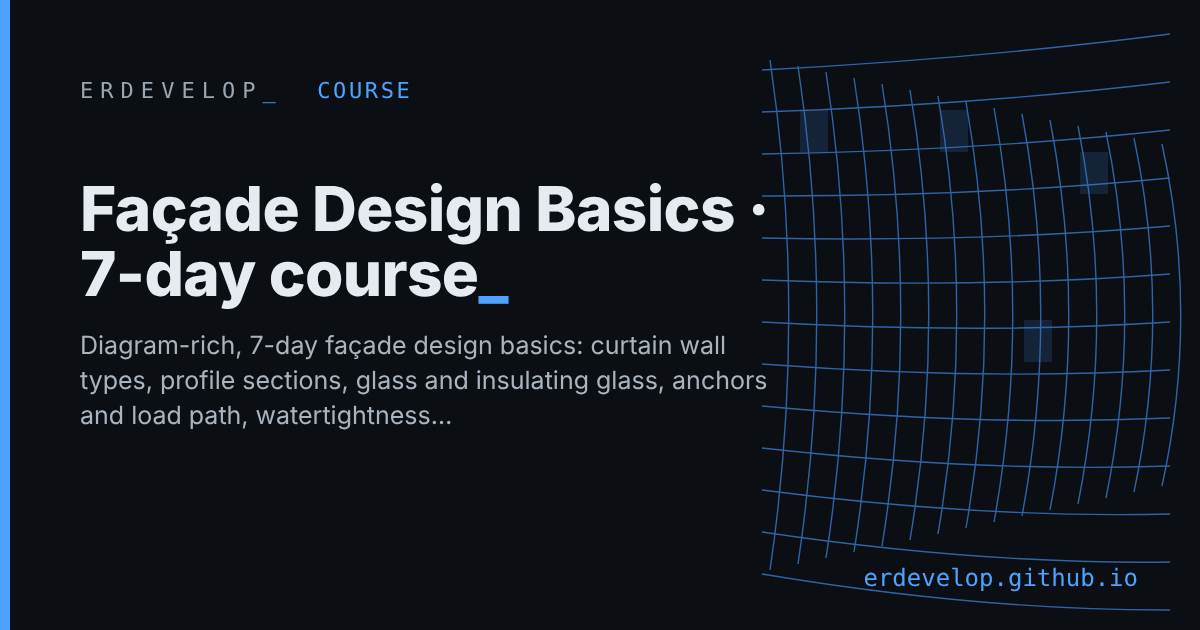 ERDEVELOP_ COURSE
Façade Design Basics ·
7-day course_
Diagram-rich, 7-day façade design basics: curtain wall
types, profile sections, glass and insulating glass, anchors
and load path, watertightness…
erdevelop.github.io